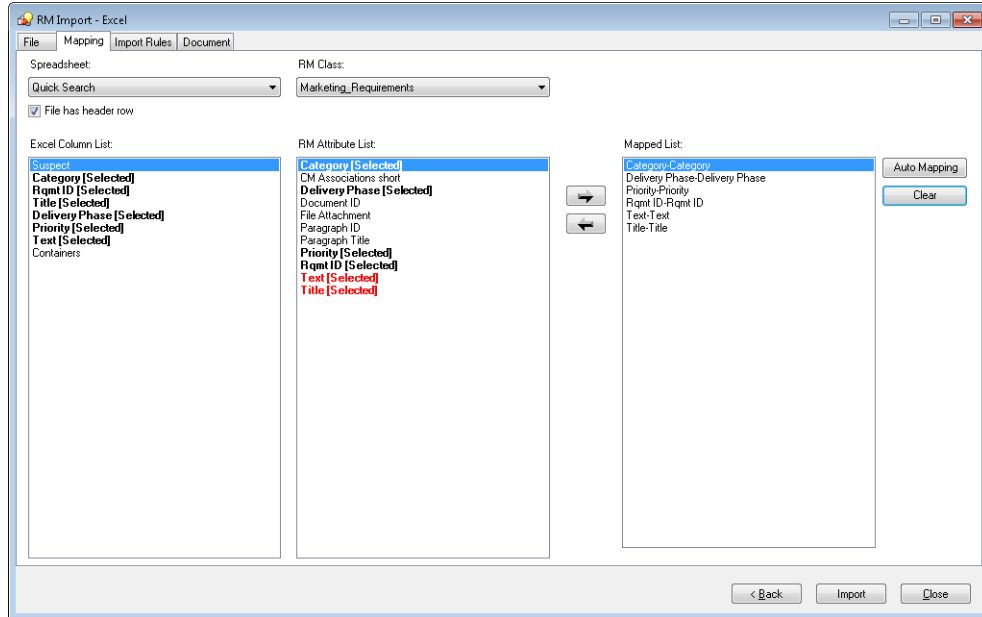 RM Import - Excel
File Mapping Import Rules Document
Spreadsheet: RM Class:
Quick Search Marketing_Requirements
File has header row
Excel Column List:
Suspect
Category [Selected]
Rqmt ID [Selected]
Title [Selected]
Delivery Phase [Selected]
Priority [Selected]
Text [Selected]
Containers
RM Attribute List:
Category [Selected]
CM Associations short
Delivery Phase [Selected]
Document ID
File Attachment
Paragraph ID
Paragraph Title
Priority [Selected]
Rqmt ID [Selected]
Text [Selected]
Title [Selected]
Mapped List:
Category-Category
Delivery Phase-Delivery Phase
Priority-Priority
Rqmt ID-Rqmt ID
Text-Text
Title-Title
Auto Mapping
Clear
< Back Import Close